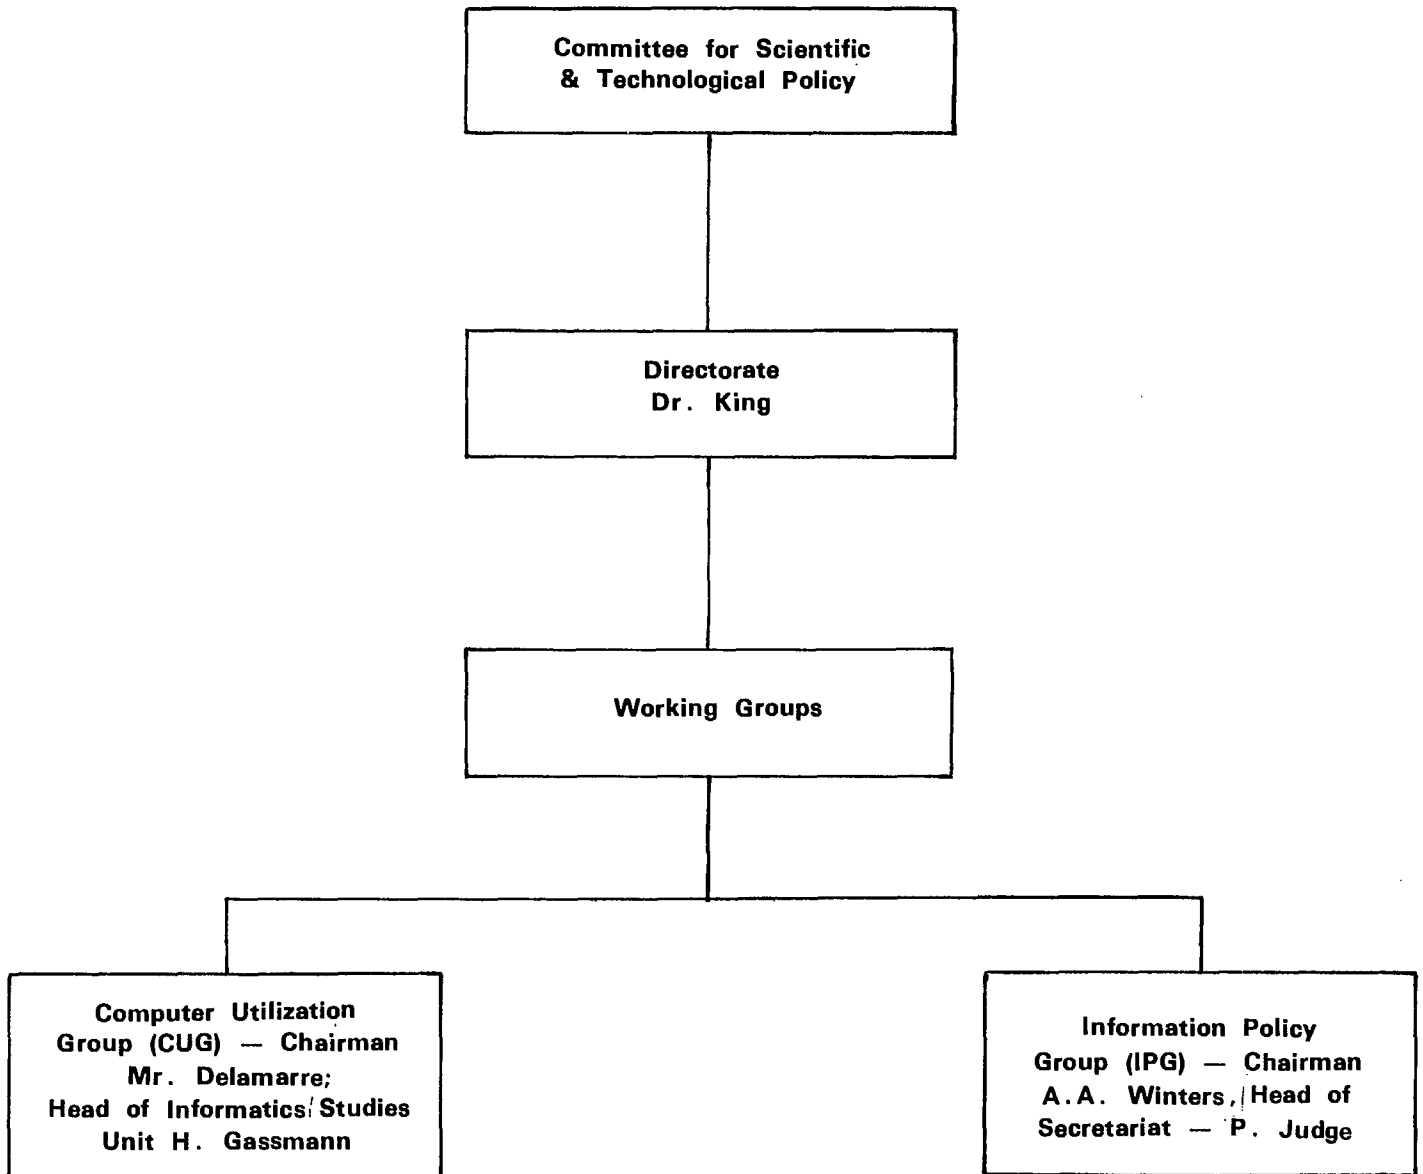 Committee for Scientific
& Technological Policy
Directorate
Dr. King
Working Groups
Computer Utilization
Group (CUG) — Chairman
Mr. Delamarre;
Head of Informatics Studies
Unit H. Gassmann
Information Policy
Group (IPG) — Chairman
A.A. Winters, Head of
Secretariat — P. Judge